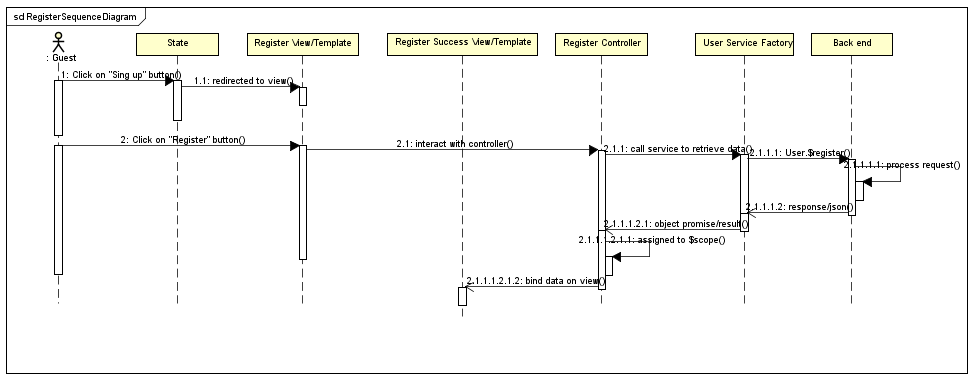 sd RegisterSequenceDiagram
: Guest
State
Register View/Template
Register Success View/Template
Register Controller
User Service Factory
Back end
1: Click on "Sing up" button()
1.1: redirected to view()
2: Click on "Register" button()
2.1: interact with controller()
2.1.1: call service to retrieve data()
2.1.1.1: User.$register()
2.1.1.1.1: process request()
2.1.1.1.2: response/json()
2.1.1.1.2.1: object promise/result()
2.1.1.1.2.1.1: assigned to $scope()
2.1.1.1.2.1.2: bind data on view()